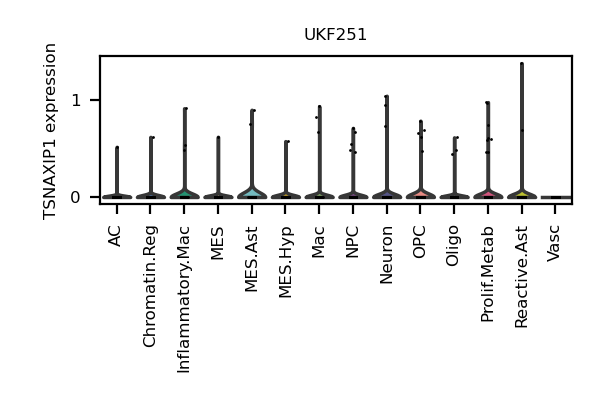 UKF251
TSNAXIP1 expression
1
0
AC
Chromatin.Reg
Inflammatory.Mac
MES
MES.Ast
MES.Hyp
Mac
NPC
Neuron
OPC
Oligo
Prolif.Metab
Reactive.Ast
Vasc